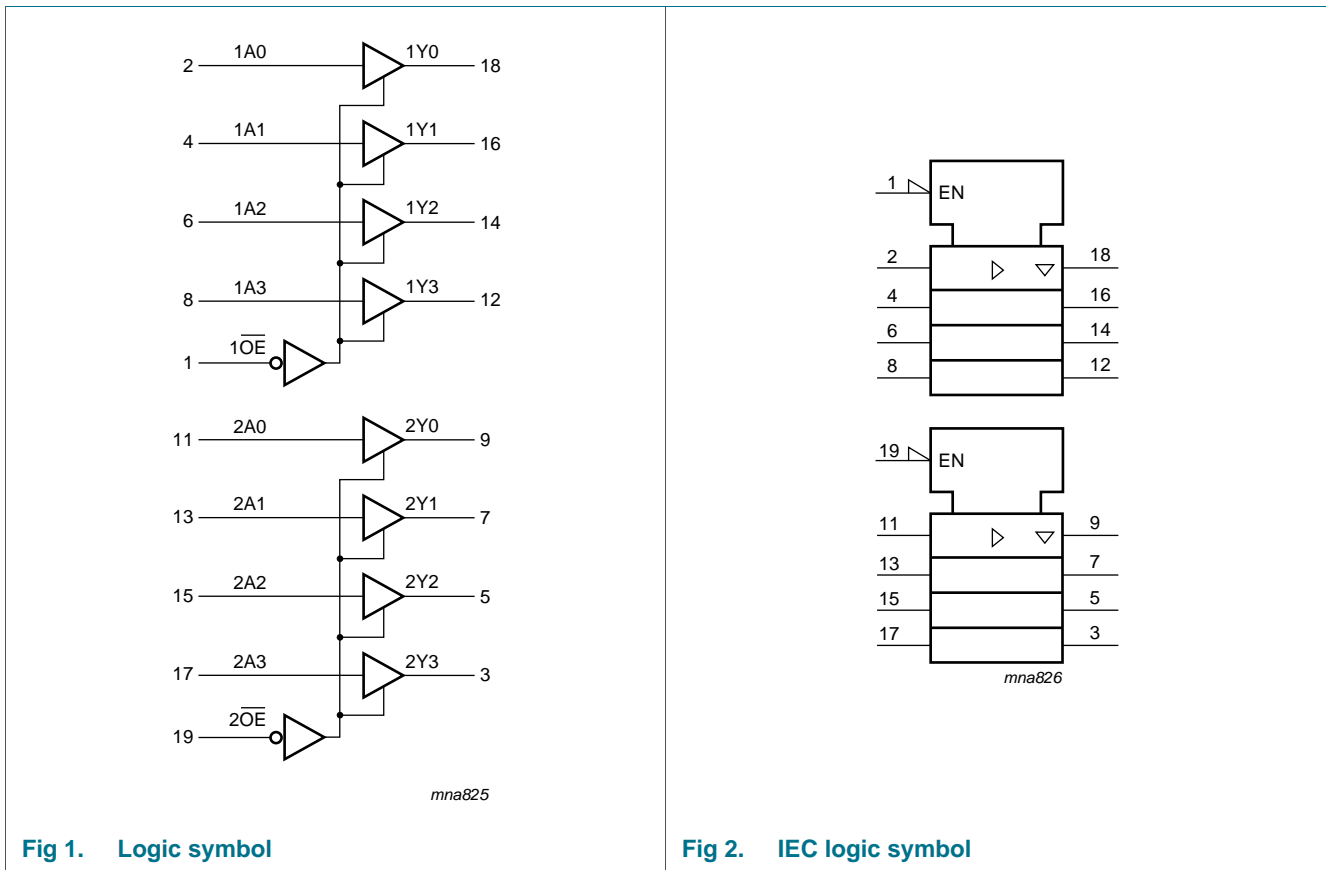 2 1A0 1Y0 18
4 1A1 1Y1 16
6 1A2 1Y2 14
8 1A3 1Y3 12
1 1O̅E̅
11 2A0 2Y0 9
13 2A1 2Y1 7
15 2A2 2Y2 5
17 2A3 2Y3 3
19 2O̅E̅
mna825
Fig 1. Logic symbol
1 EN
2 18
4 16
6 14
8 12
19 EN
11 9
13 7
15 5
17 3
mna826
Fig 2. IEC logic symbol